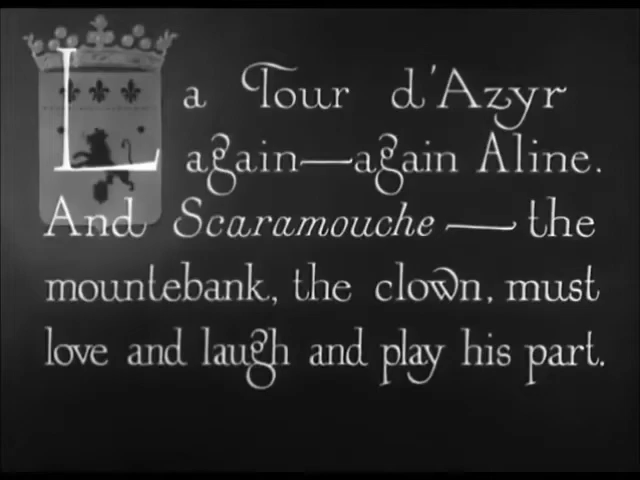 La Tour d'Azyr
again—again Aline.
And Scaramouche — the
mountebank, the clown, must
love and laugh and play his part.